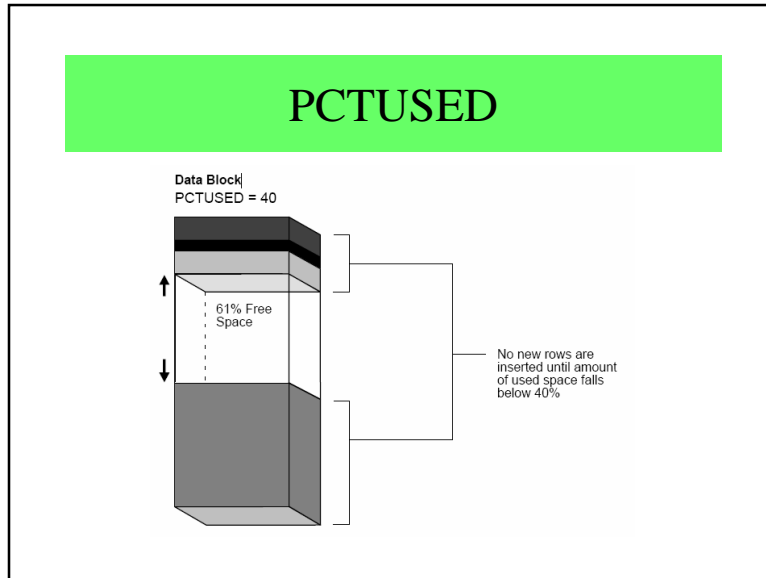 PCTUSED
Data Block
PCTUSED = 40
61% Free
Space
No new rows are
inserted until amount
of used space falls
below 40%